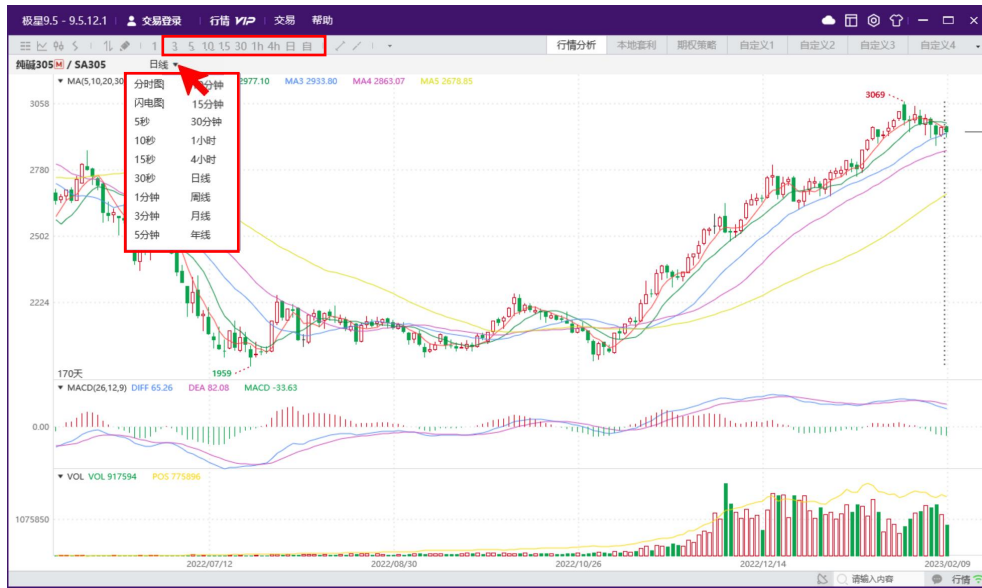 极星9.5 - 9.5.12.1 交易登录 行情 VIP 交易 帮助
1 3 5 10 15 30 1h 4h 日 自 行情分析 本地套利 期权策略 自定义1 自定义2 自定义3 自定义4
纯碱305 M / SA305 日线
MA(5,10,20,30 2977.10 MA3 2933.80 MA4 2863.07 MA5 2678.85
分时图 分钟
闪电图 15分钟
5秒 30分钟
10秒 1小时
15秒 4小时
30秒 日线
1分钟 周线
3分钟 月线
5分钟 年线
3069
3058
2780
2502
2224
1959
170天
MACD(26,12,9) DIFF 65.26 DEA 82.08 MACD -33.63
0.00
VOL VOL 917594 POS 775896
1075850
2022/07/12 2022/08/30 2022/10/26 2022/12/14 2023/02/09
请输入内容 行情